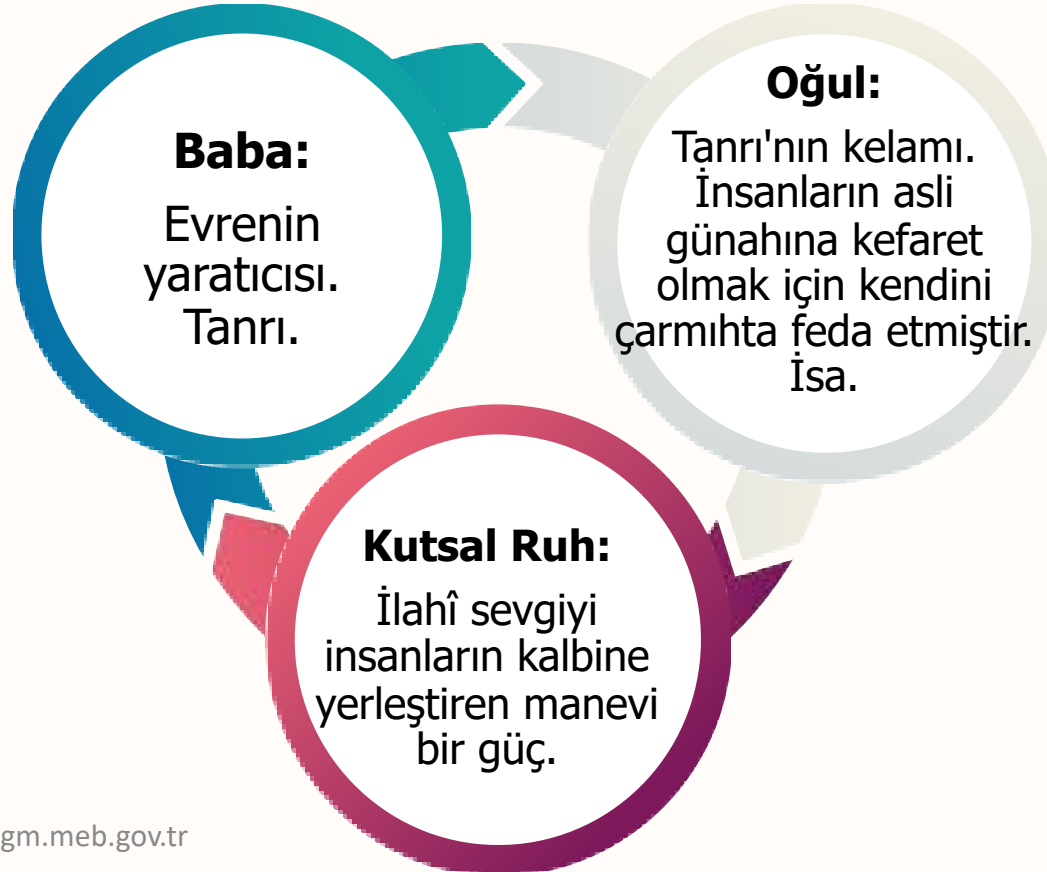 Baba:
Evrenin
yaratıcısı.
Tanrı.
Oğul:
Tanrı'nın kelamı.
İnsanların asli
günahına kefaret
olmak için kendini
çarmıhta feda etmiştir.
İsa.
Kutsal Ruh:
İlahî sevgiyi
insanların kalbine
yerleştiren manevi
bir güç.
gm.meb.gov.tr